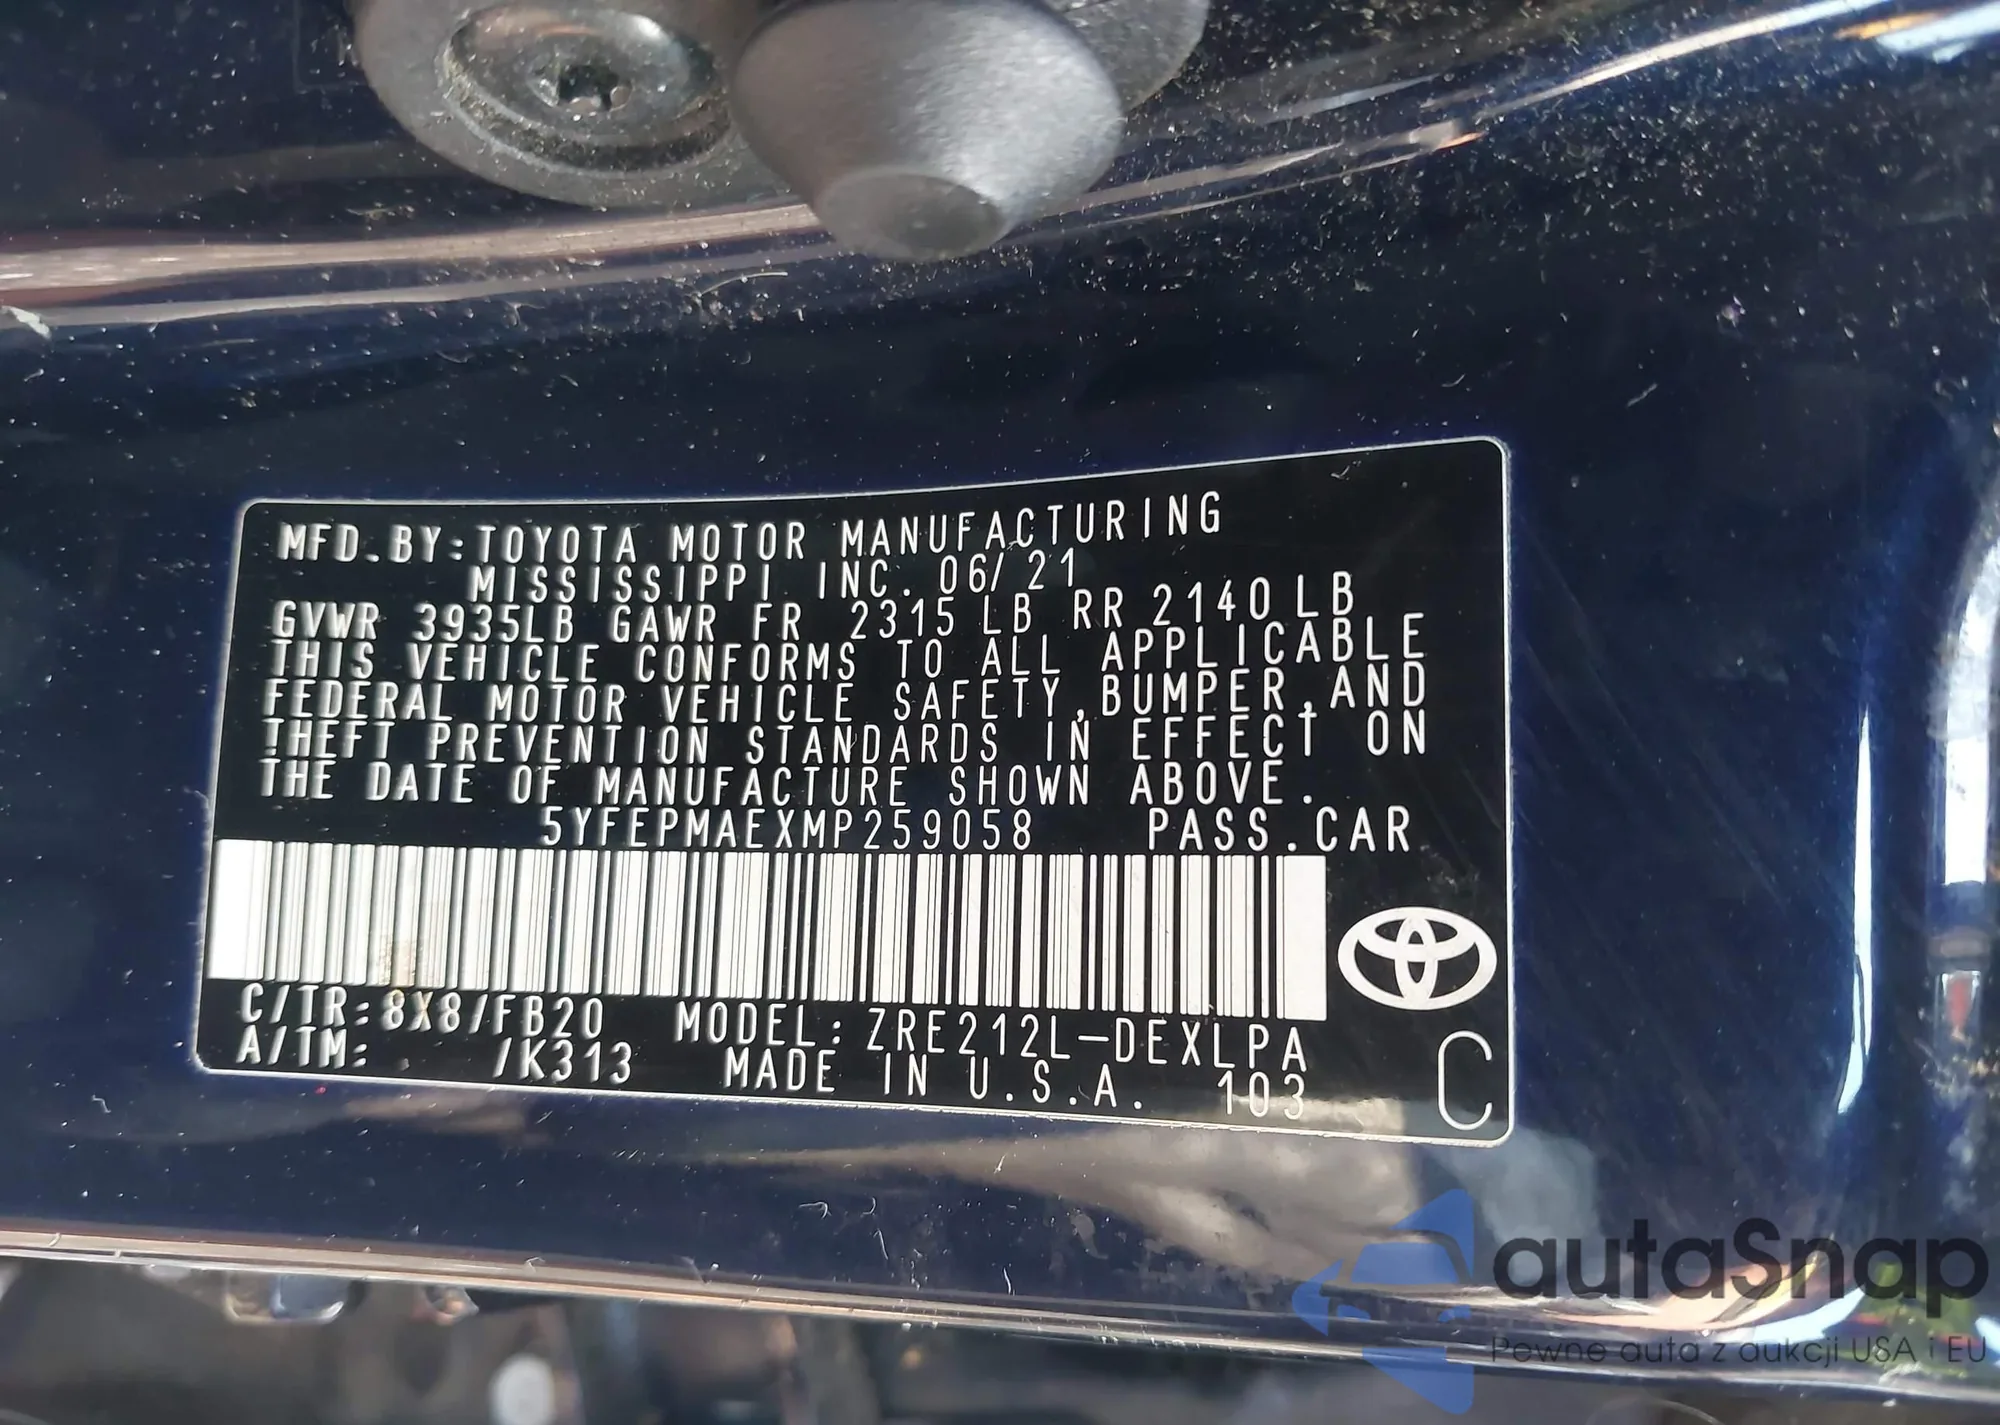 MFD.BY:TOYOTA MOTOR MANUFACTURING
MISSISSIPPI INC. 06/21
GVWR 3935LB GAWR FR 2315 LB RR 2140 LB
THIS VEHICLE CONFORMS TO ALL APPLICABLE
FEDERAL MOTOR VEHICLE SAFETY,BUMPER,AND
THEFT PREVENTION STANDARDS IN EFFECT ON
THE DATE OF MANUFACTURE SHOWN ABOVE.
5YFEPMAEXMP259058 PASS.CAR
C/TR:8X8/FB20 MODEL:ZRE212L-DEXLPA
A/TM: /K313 MADE IN U.S.A. 103
C
autaSnap
Pewne auta z aukcji USA i EU